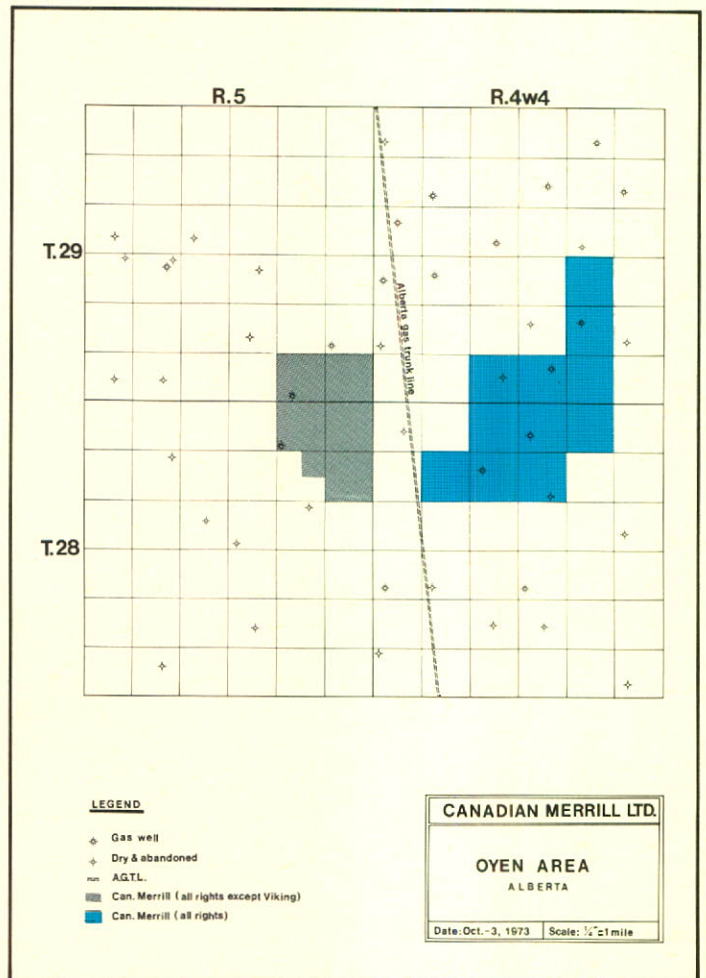 R.5
R.4w4
T.29
Alberta gas trunk line
T.28
LEGEND
Gas well
Dry & abandoned
A.G.T.L.
Can. Merrill (all rights except Viking)
Can. Merrill (all rights)
CANADIAN MERRILL LTD.
OYEN AREA
ALBERTA
Date: Oct.-3, 1973
Scale: ¼"=1 mile